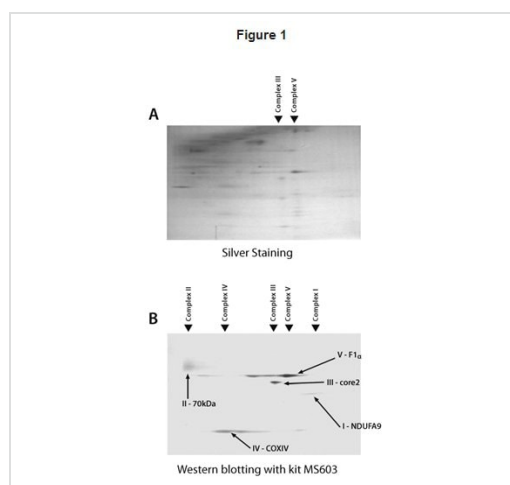 Figure 1
Complex III
Complex V
A
Silver Staining
Complex II
Complex IV
Complex III
Complex V
Complex I
B
V - F1α
III - core2
II - 70kDa
I - NDUFA9
IV - COXIV
Western blotting with kit MS603